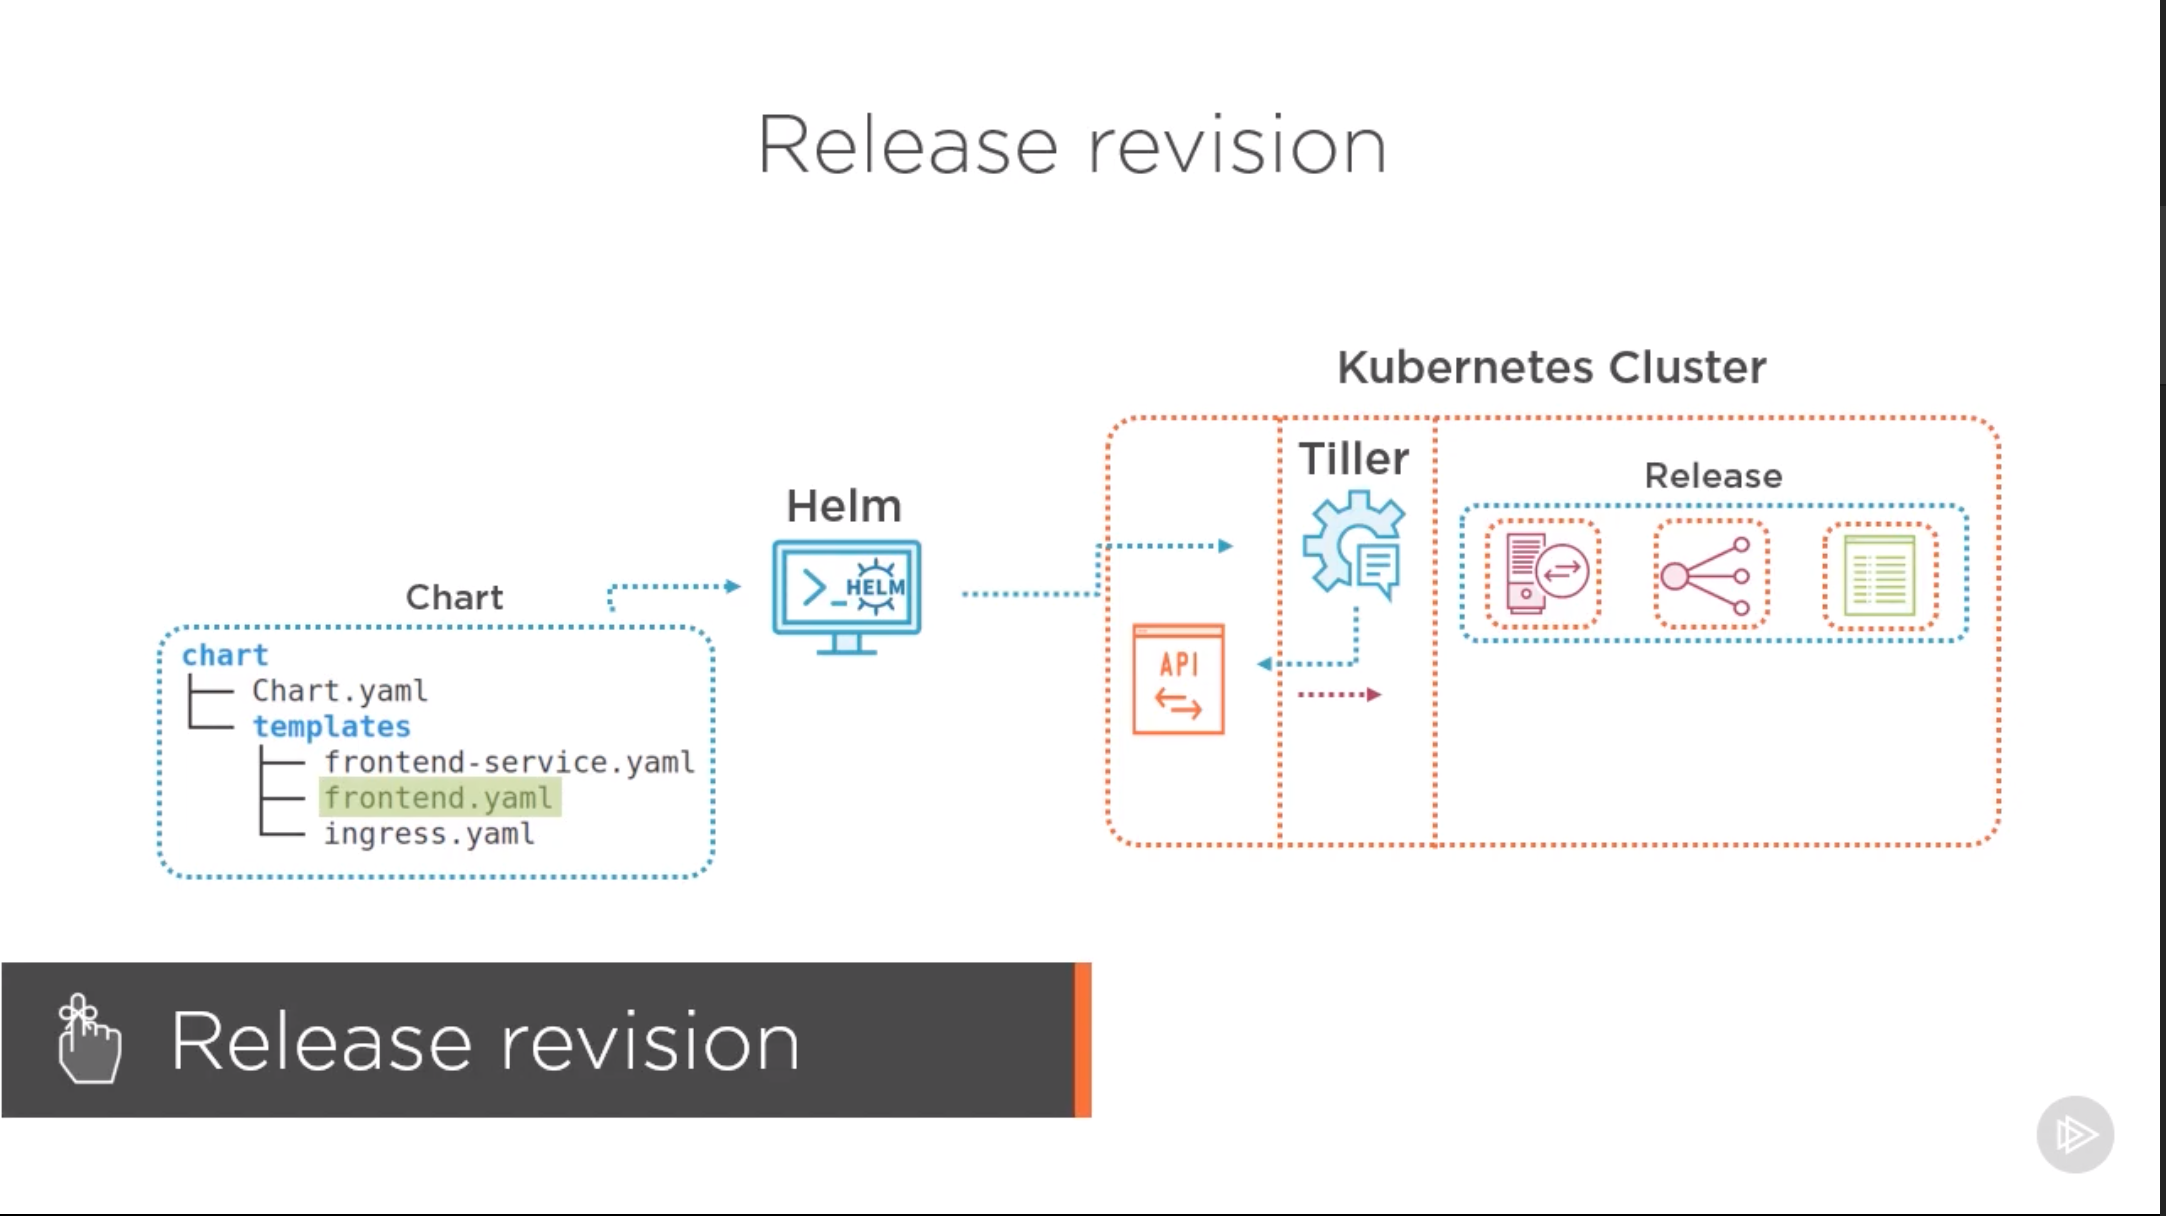 Release revision
Kubernetes Cluster
Tiller
Release
Helm
>_ HELM
Chart
API
chart
Chart.yaml
templates
frontend-service.yaml
frontend.yaml
ingress.yaml
Release revision